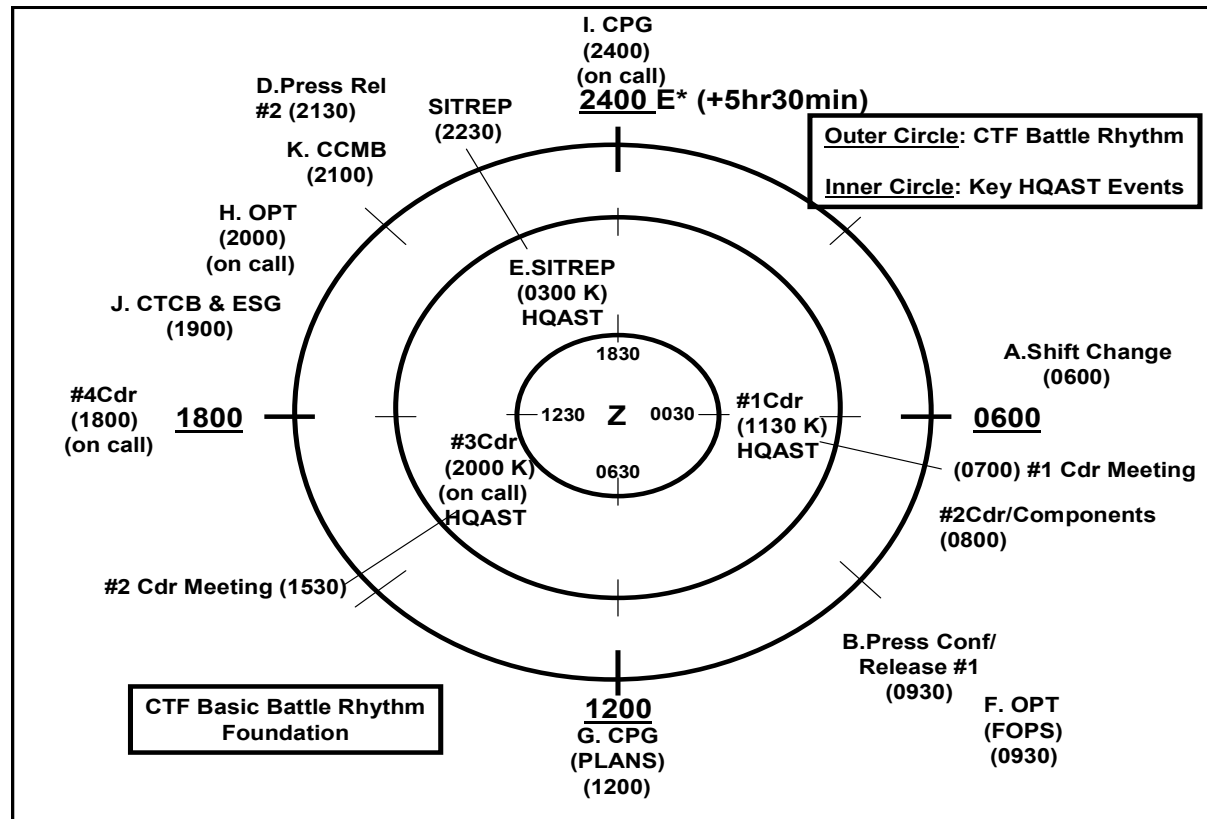 I. CPG
(2400)
(on call)
2400 E* (+5hr30min)
D.Press Rel
#2 (2130)
SITREP
(2230)
K. CCMB
(2100)
Outer Circle: CTF Battle Rhythm
Inner Circle: Key HQAST Events
H. OPT
(2000)
(on call)
J. CTCB & ESG
(1900)
E.SITREP
(0300 K)
HQAST
A.Shift Change
(0600)
#4Cdr
(1800)
(on call)
1800
1830
1230
Z
0030
0630
#1Cdr
(1130 K)
HQAST
0600
#3Cdr
(2000 K)
(on call)
HQAST
(0700) #1 Cdr Meeting
#2Cdr/Components
(0800)
#2 Cdr Meeting (1530)
B.Press Conf/
Release #1
(0930)
F. OPT
(FOPS)
(0930)
CTF Basic Battle Rhythm
Foundation
1200
G. CPG
(PLANS)
(1200)